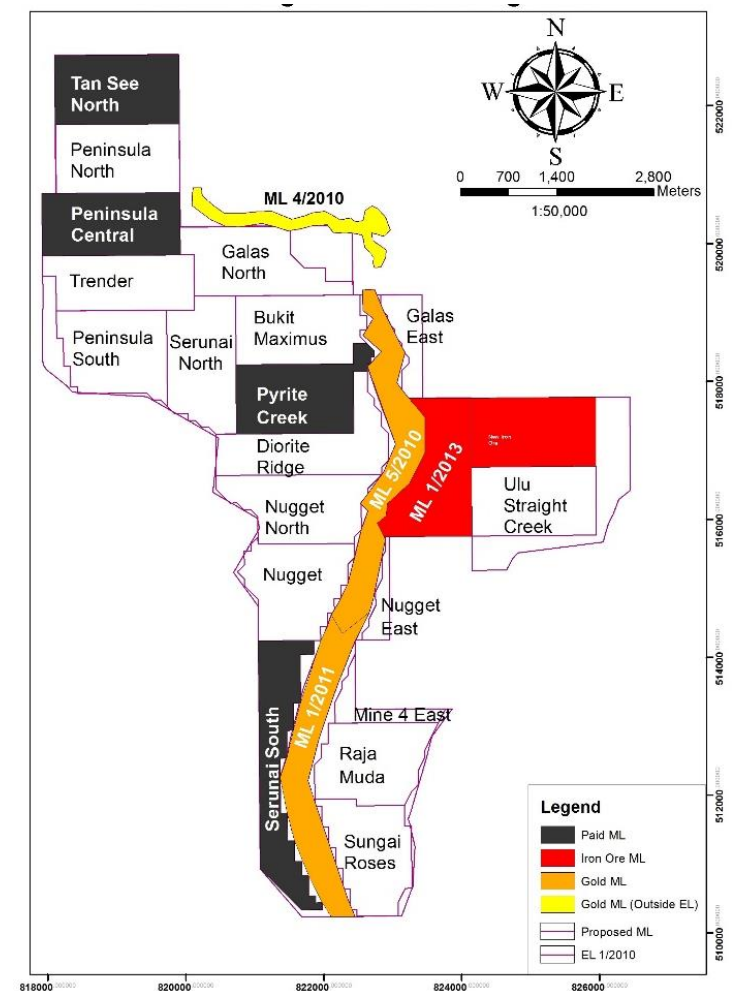 N
W E
S
0 700 1,400 2,800
Meters
1:50,000
Tan See
North
Peninsula
North
Peninsula
Central
ML 4/2010
Galas
North
Trender
Bukit
Maximus
Galas
East
Peninsula
South
Serunai
North
Pyrite
Creek
Diorite
Ridge
ML 5/2010
ML 1/2013
Ulu
Straight
Creek
Nugget
North
Nugget
Nugget
East
Serunai South
ML 1/2011
Mine 4 East
Raja
Muda
Sungai
Roses
Legend
Paid ML
Iron Ore ML
Gold ML
Gold ML (Outside EL)
Proposed ML
EL 1/2010
522000
520000
518000
516000
514000
512000
510000
818000 820000 822000 824000 826000